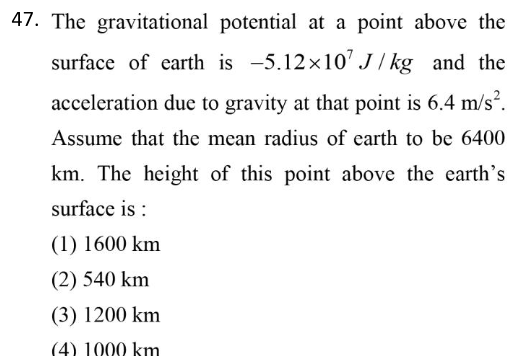 47. The gravitational potential at a point above the
surface of earth is −5.12×10⁷ J / kg and the
acceleration due to gravity at that point is 6.4 m/s².
Assume that the mean radius of earth to be 6400
km. The height of this point above the earth's
surface is :
(1) 1600 km
(2) 540 km
(3) 1200 km
(4) 1000 km